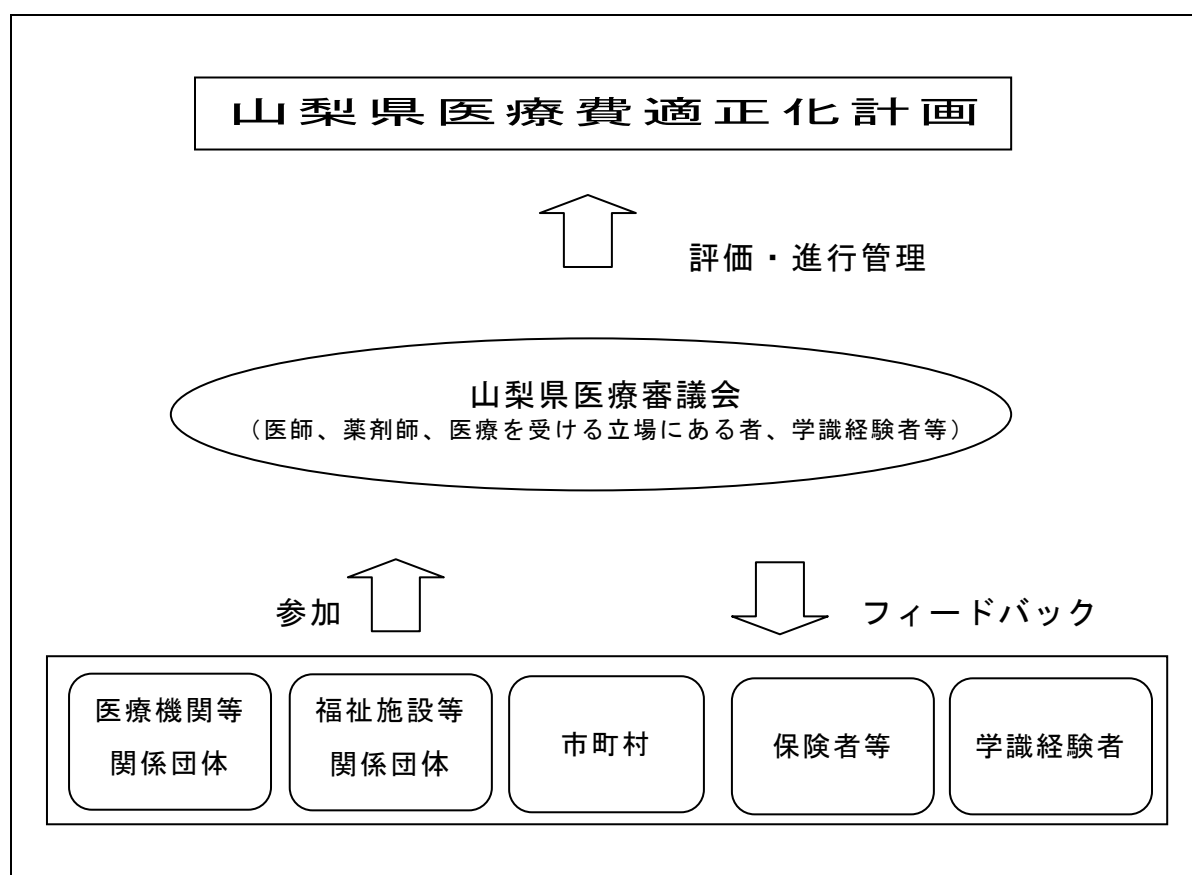 山梨県医療費適正化計画
評価・進行管理
山梨県医療審議会
（医師、薬剤師、医療を受ける立場にある者、学識経験者等）
参加
フィードバック
医療機関等
関係団体
福祉施設等
関係団体
市町村
保険者等
学識経験者